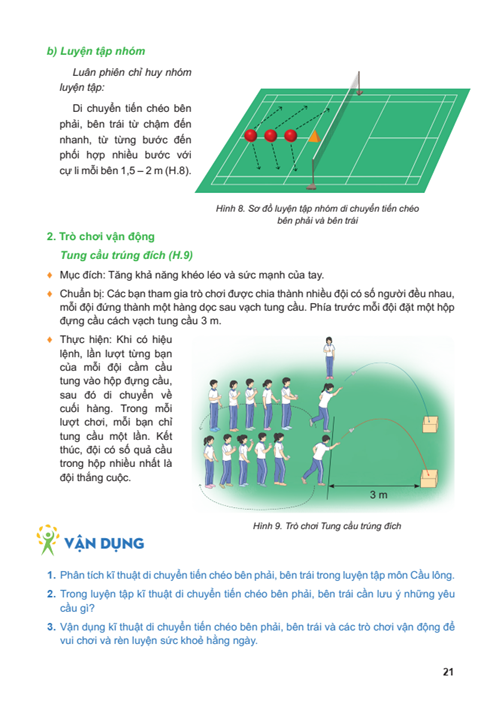 b) Luyện tập nhóm
Luân phiên chỉ huy nhóm
luyện tập:
Di chuyển tiến chéo bên
phải, bên trái từ chậm đến
nhanh, từ từng bước đến
phối hợp nhiều bước với
cự li mỗi bên 1,5 – 2 m (H.8).
Hình 8. Sơ đồ luyện tập nhóm di chuyển tiến chéo
bên phải và bên trái
2. Trò chơi vận động
Tung cầu trúng đích (H.9)
♦ Mục đích: Tăng khả năng khéo léo và sức mạnh của tay.
♦ Chuẩn bị: Các bạn tham gia trò chơi được chia thành nhiều đội có số người đều nhau,
mỗi đội đứng thành một hàng dọc sau vạch tung cầu. Phía trước mỗi đội đặt một hộp
đựng cầu cách vạch tung cầu 3 m.
♦ Thực hiện: Khi có hiệu
lệnh, lần lượt từng bạn
của mỗi đội cầm cầu
tung vào hộp đựng cầu,
sau đó di chuyển về
cuối hàng. Trong mỗi
lượt chơi, mỗi bạn chỉ
tung cầu một lần. Kết
thúc, đội có số quả cầu
trong hộp nhiều nhất là
đội thắng cuộc.
3 m
Hình 9. Trò chơi Tung cầu trúng đích
VẬN DỤNG
1. Phân tích kĩ thuật di chuyển tiến chéo bên phải, bên trái trong luyện tập môn Cầu lông.
2. Trong luyện tập kĩ thuật di chuyển tiến chéo bên phải, bên trái cần lưu ý những yêu
cầu gì?
3. Vận dụng kĩ thuật di chuyển tiến chéo bên phải, bên trái và các trò chơi vận động để
vui chơi và rèn luyện sức khoẻ hằng ngày.
21